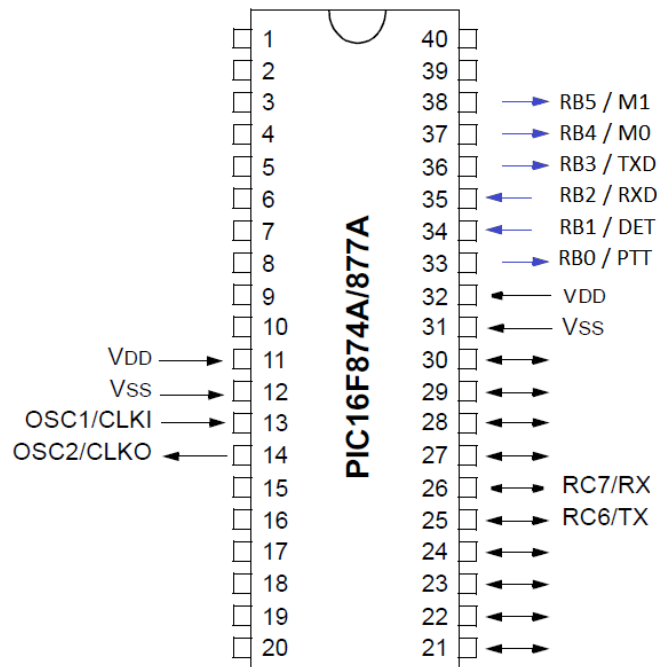 1 40
2 39
3 38 RB5 / M1
4 37 RB4 / M0
5 36 RB3 / TXD
6 35 RB2 / RXD
7 34 RB1 / DET
8 33 RB0 / PTT
9 32 VDD
10 31 VSS
VDD 11 30
VSS 12 29
OSC1/CLKI 13 28
OSC2/CLKO 14 27
15 26 RC7/RX
16 25 RC6/TX
17 24
18 23
19 22
20 21
PIC16F874A/877A